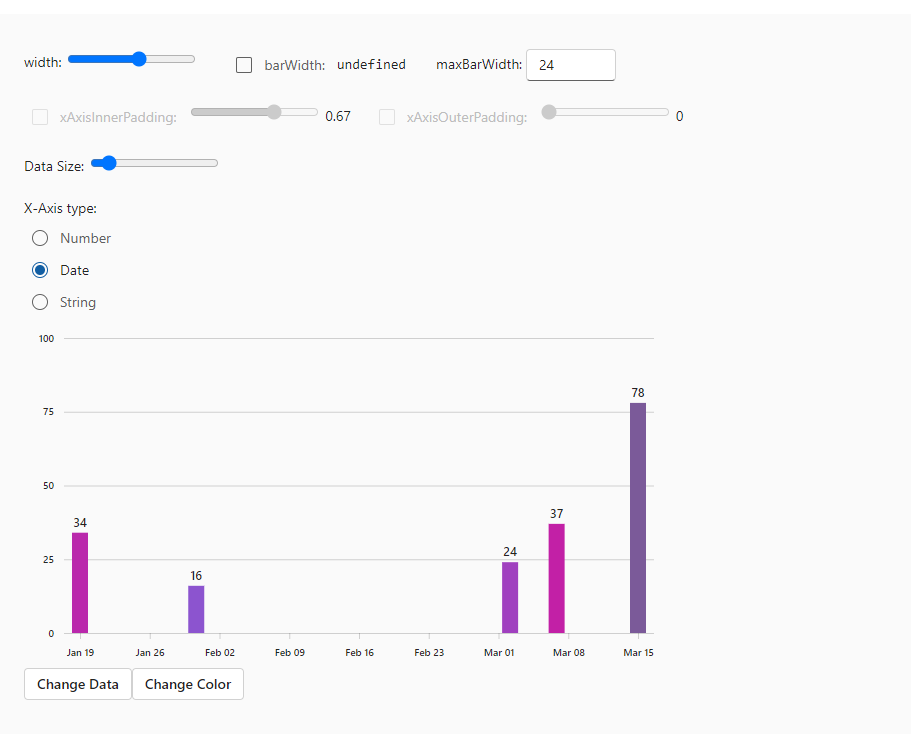 width: barWidth: undefined maxBarWidth: 24
xAxisInnerPadding: 0.67 xAxisOuterPadding: 0
Data Size:
X-Axis type:
Number
Date
String
100
78
75
50
37
34
25
24
16
0
Jan 19 Jan 26 Feb 02 Feb 09 Feb 16 Feb 23 Mar 01 Mar 08 Mar 15
Change Data Change Color